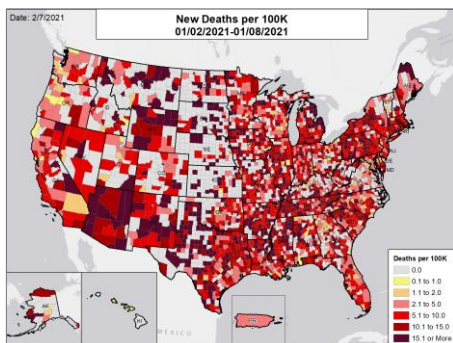 Date: 2/7/2021
New Deaths per 100K
01/02/2021-01/08/2021
MEXICO
Deaths per 100K
0.0
0.1 to 1.0
1.1 to 2.0
2.1 to 5.0
5.1 to 10.0
10.1 to 15.0
15.1 or More